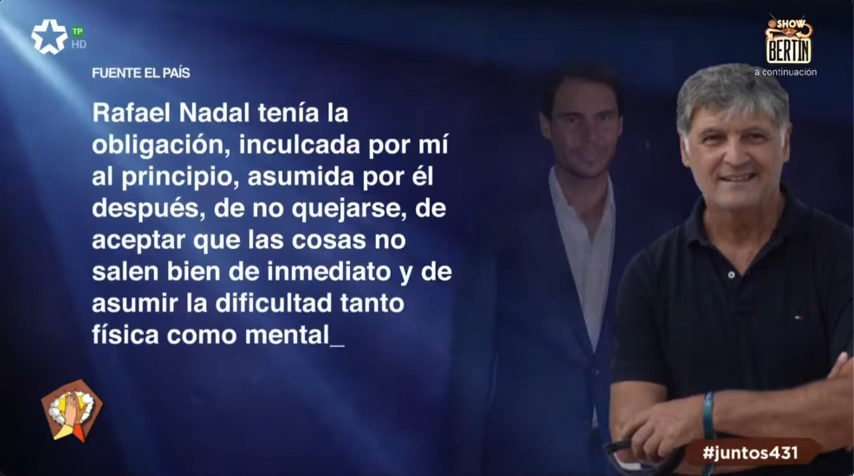 TP
HD
SHOW
BERTÍN
a continuación
FUENTE EL PAÍS
Rafael Nadal tenía la
obligación, inculcada por mí
al principio, asumida por él
después, de no quejarse, de
aceptar que las cosas no
salen bien de inmediato y de
asumir la dificultad tanto
física como mental_
#juntos431